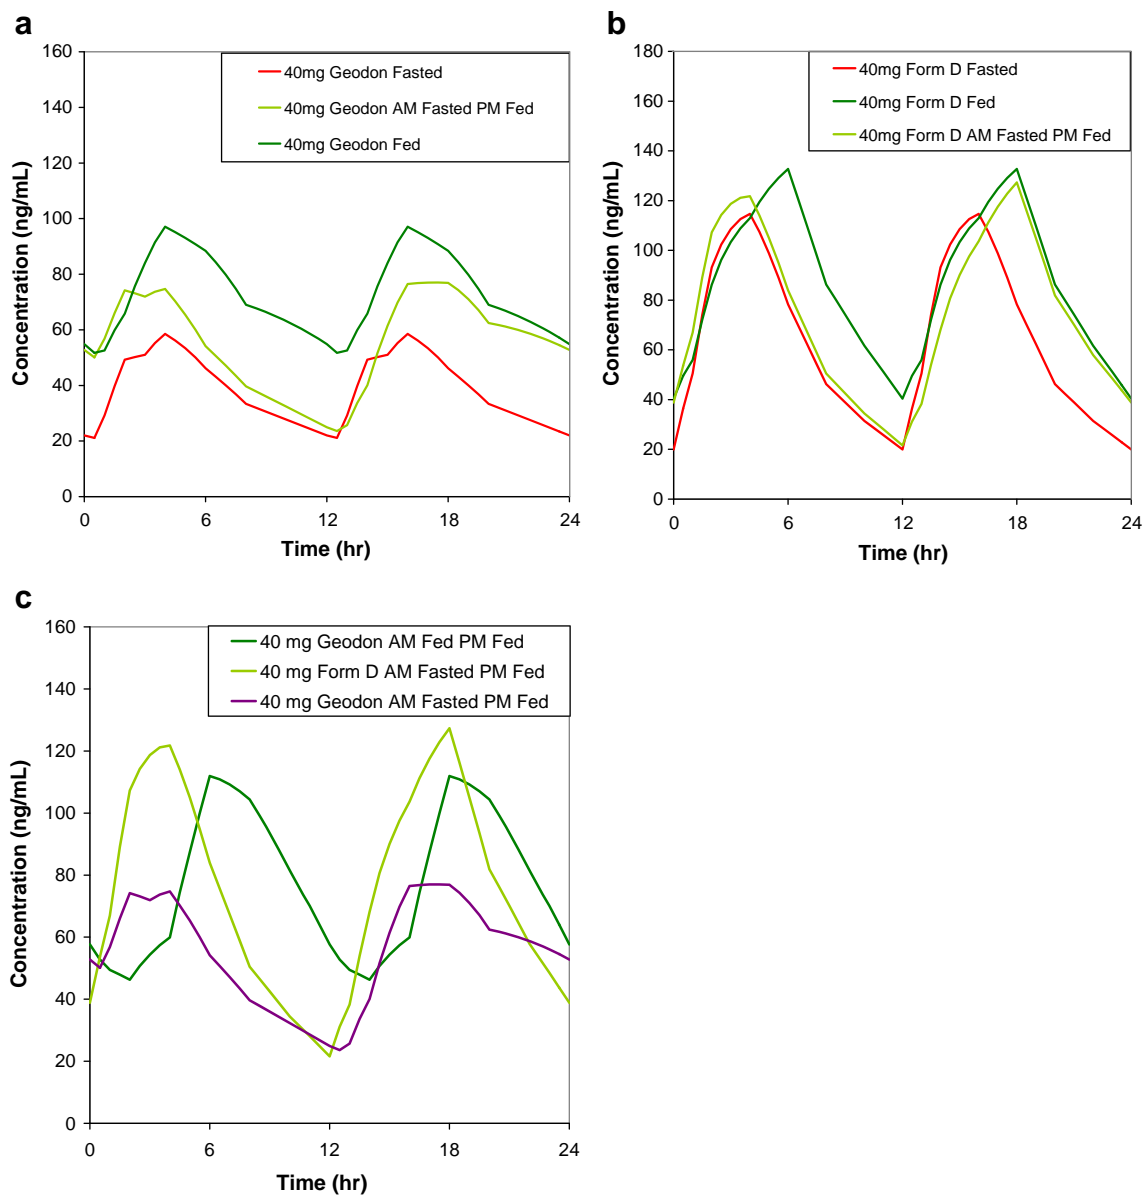 a
160
140
120
100
80
60
40
20
0
Concentration (ng/mL)
40mg Geodon Fasted
40mg Geodon AM Fasted PM Fed
40mg Geodon Fed
0 6 12 18 24
Time (hr)
b
180
160
140
120
100
80
60
40
20
0
Concentration (ng/mL)
40mg Form D Fasted
40mg Form D Fed
40mg Form D AM Fasted PM Fed
0 6 12 18 24
Time (hr)
c
160
140
120
100
80
60
40
20
0
Concentration (ng/mL)
40 mg Geodon AM Fed PM Fed
40 mg Form D AM Fasted PM Fed
40 mg Geodon AM Fasted PM Fed
0 6 12 18 24
Time (hr)